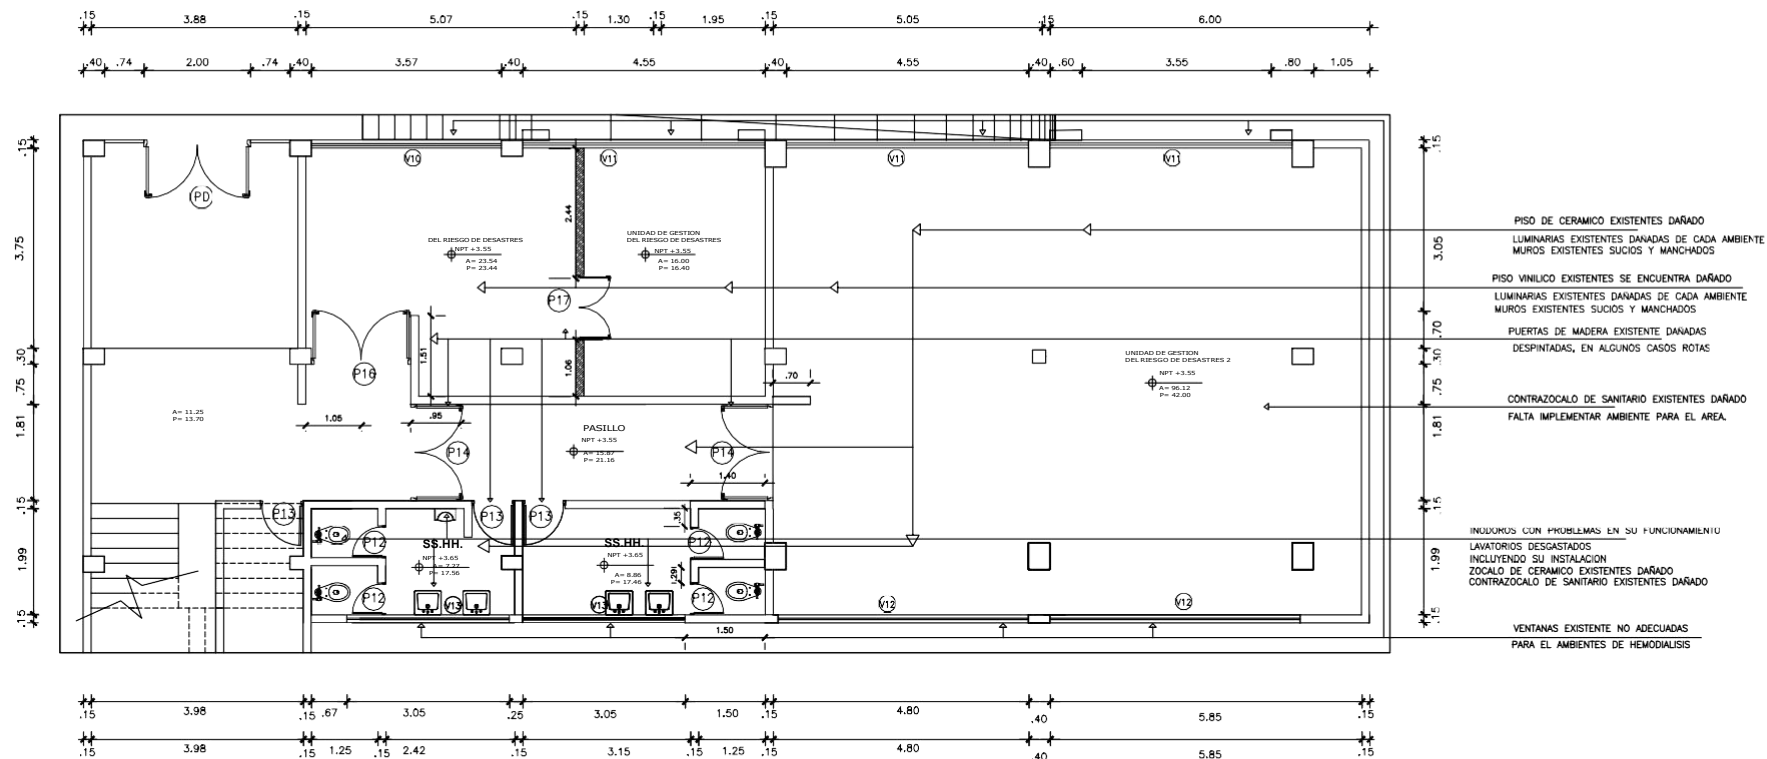 .15 3.88 .15 5.07 .15 1.30 .15 1.95 .15 5.05 .15 6.00
.40 .74 2.00 .74 .40 3.57 .40 4.55 .40 4.55 .40 .60 3.55 .80 1.05
.15
3.75
.30
.75
1.81
.15
1.99
.15
PD
V10
V11
V11
V11
2.44
DEL RIESGO DE DESASTRES
NPT +3.55
A= 23.54
P= 23.44
UNIDAD DE GESTION
DEL RIESGO DE DESASTRES
NPT +3.55
A= 16.00
P= 16.40
P17
P16
1.51
1.06
.70
UNIDAD DE GESTION
DEL RIESGO DE DESASTRES 2
NPT +3.55
A= 96.12
P= 42.00
A= 11.25
P= 13.70
1.05
.95
P14
PASILLO
NPT +3.55
A= 15.87
P= 21.16
P14
1.40
P13
P13
P13
.35
P12
SS.HH.
NPT +3.65
A= 7.27
P= 17.56
SS.HH.
NPT +3.65
A= 8.86
P= 17.46
P12
.29
P12
P12
V13
V13
V12
V12
1.50
.15
3.05
.70
.30
.75
1.81
.15
1.99
.15
PISO DE CERAMICO EXISTENTES DAÑADO
LUMINARIAS EXISTENTES DAÑADAS DE CADA AMBIENTE
MUROS EXISTENTES SUCIOS Y MANCHADOS
PISO VINILICO EXISTENTES SE ENCUENTRA DAÑADO
LUMINARIAS EXISTENTES DAÑADAS DE CADA AMBIENTE
MUROS EXISTENTES SUCIOS Y MANCHADOS
PUERTAS DE MADERA EXISTENTE DAÑADAS
DESPINTADAS, EN ALGUNOS CASOS ROTAS
CONTRAZOCALO DE SANITARIO EXISTENTES DAÑADO
FALTA IMPLEMENTAR AMBIENTE PARA EL AREA.
INODOROS CON PROBLEMAS EN SU FUNCIONAMIENTO
LAVATORIOS DESGASTADOS
INCLUYENDO SU INSTALACION
ZOCALO DE CERAMICO EXISTENTES DAÑADO
CONTRAZOCALO DE SANITARIO EXISTENTES DAÑADO
VENTANAS EXISTENTE NO ADECUADAS
PARA EL AMBIENTES DE HEMODIALISIS
.15 3.98 .15 .67 3.05 .25 3.05 1.50 .15 4.80 .40 5.85 .15
.15 3.98 .15 1.25 .15 2.42 .15 3.15 .15 1.25 .15 4.80 .40 5.85 .15